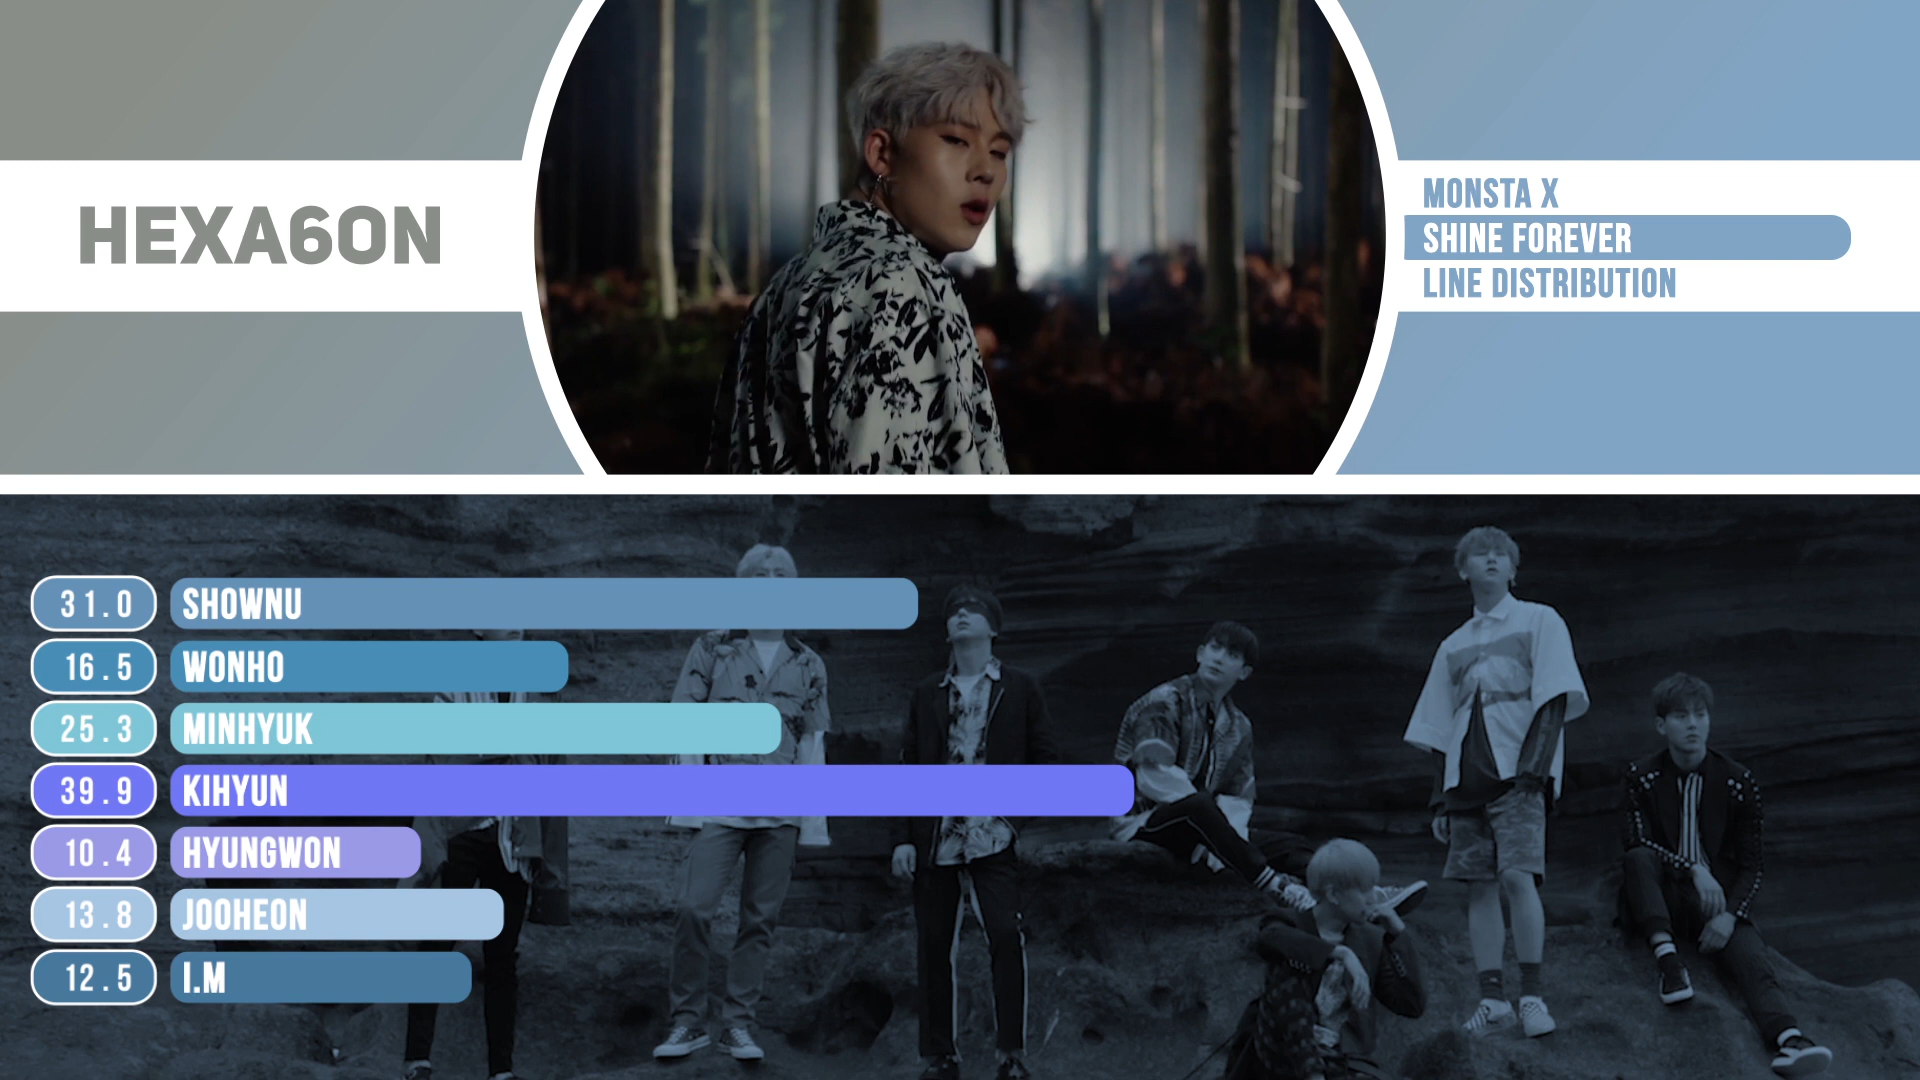 HEXA6ON
MONSTA X
SHINE FOREVER
LINE DISTRIBUTION
31.0 SHOWNU
16.5 WONHO
25.3 MINHYUK
39.9 KIHYUN
10.4 HYUNGWON
13.8 JOOHEON
12.5 I.M